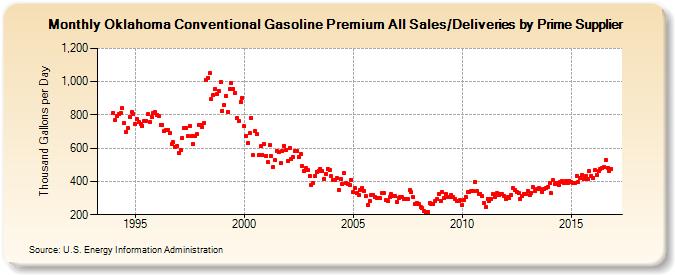 Monthly Oklahoma Conventional Gasoline Premium All Sales/Deliveries by Prime Supplier
Thousand Gallons per Day
1,200
1,000
800
600
400
200
1995 2000 2005 2010 2015
Source: U.S. Energy Information Administration